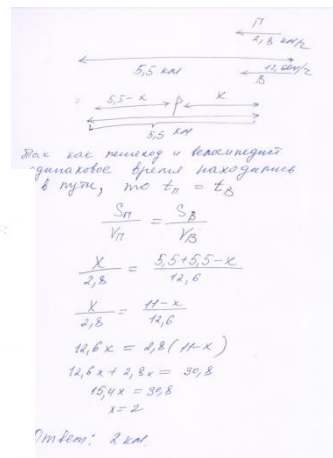 П
2,8 км/ч
5,5 км
12,6 км/ч
В
5,5 - x P x
5,5 км
Так как пешеход и велосипедист
одинаковое время находились
в пути, то tп = tв
Sп/Vп = Sв/Vв
x/2,8 = 5,5+5,5-x/12,6
x/2,8 = 11-x/12,6
12,6x = 2,8(11-x)
12,6x + 2,8x = 30,8
15,4x = 30,8
x = 2
Ответ: 2 км.